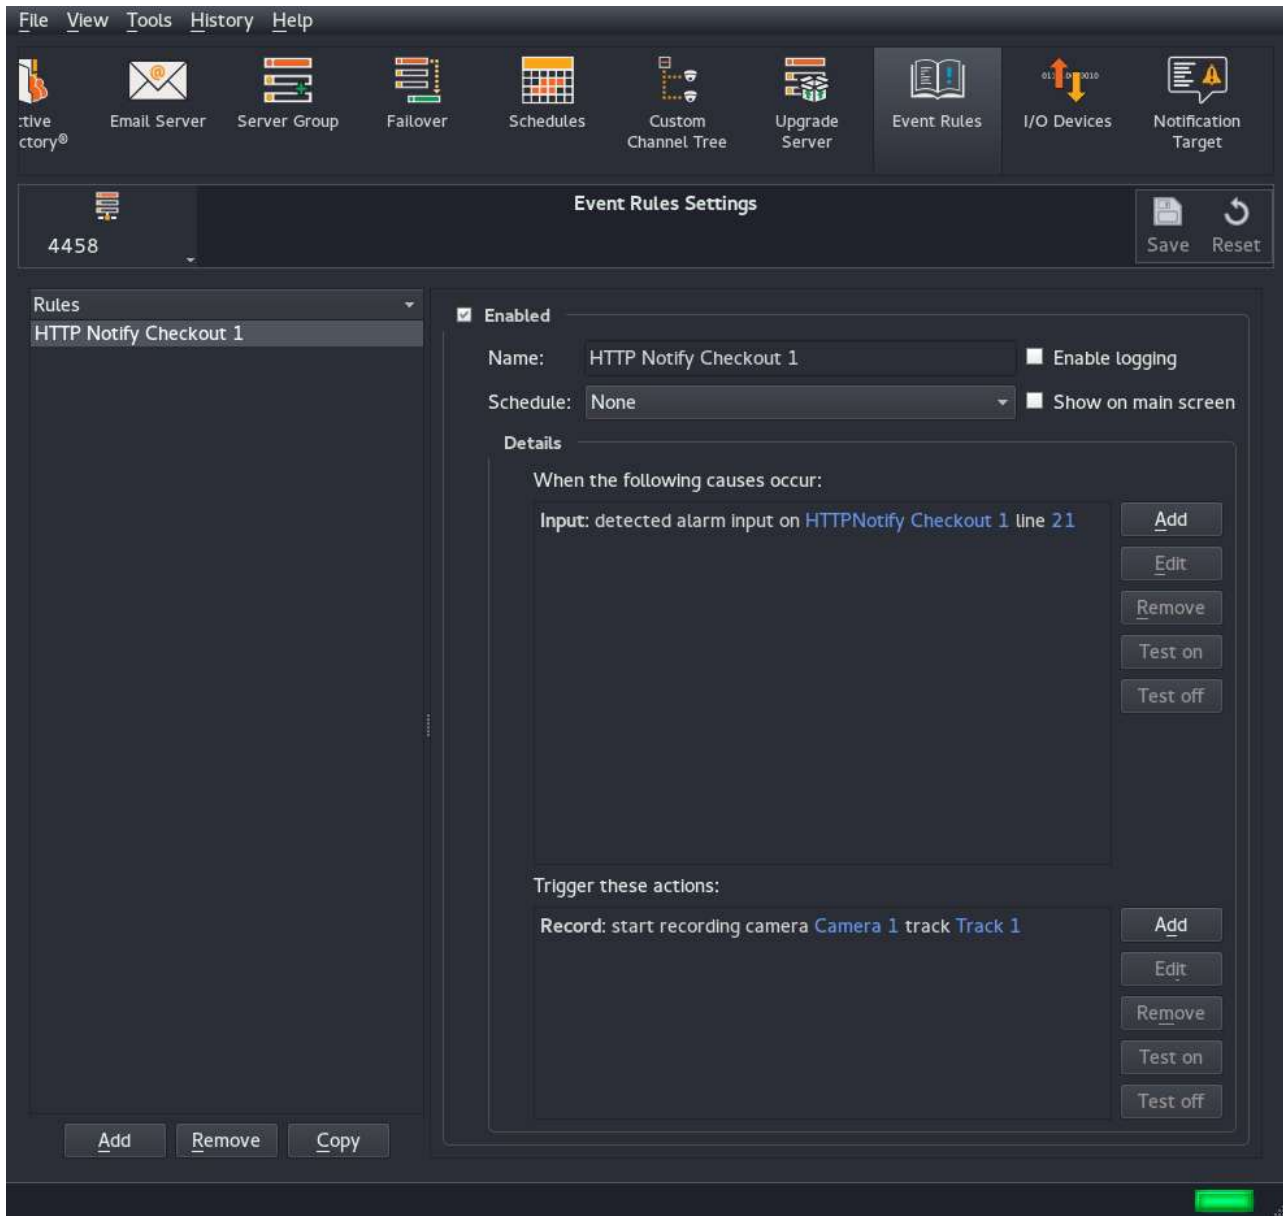 File View Tools History Help
ctive
ctory®
Email Server
Server Group
Failover
Schedules
Custom
Channel Tree
Upgrade
Server
Event Rules
I/O Devices
Notification
Target
4458
Event Rules Settings
Save Reset
Rules
HTTP Notify Checkout 1
Enabled
Name: HTTP Notify Checkout 1 Enable logging
Schedule: None Show on main screen
Details
When the following causes occur:
Input: detected alarm input on HTTPNotify Checkout 1 line 21
Add
Edit
Remove
Test on
Test off
Trigger these actions:
Record: start recording camera Camera 1 track Track 1
Add
Edit
Remove
Test on
Test off
Add Remove Copy